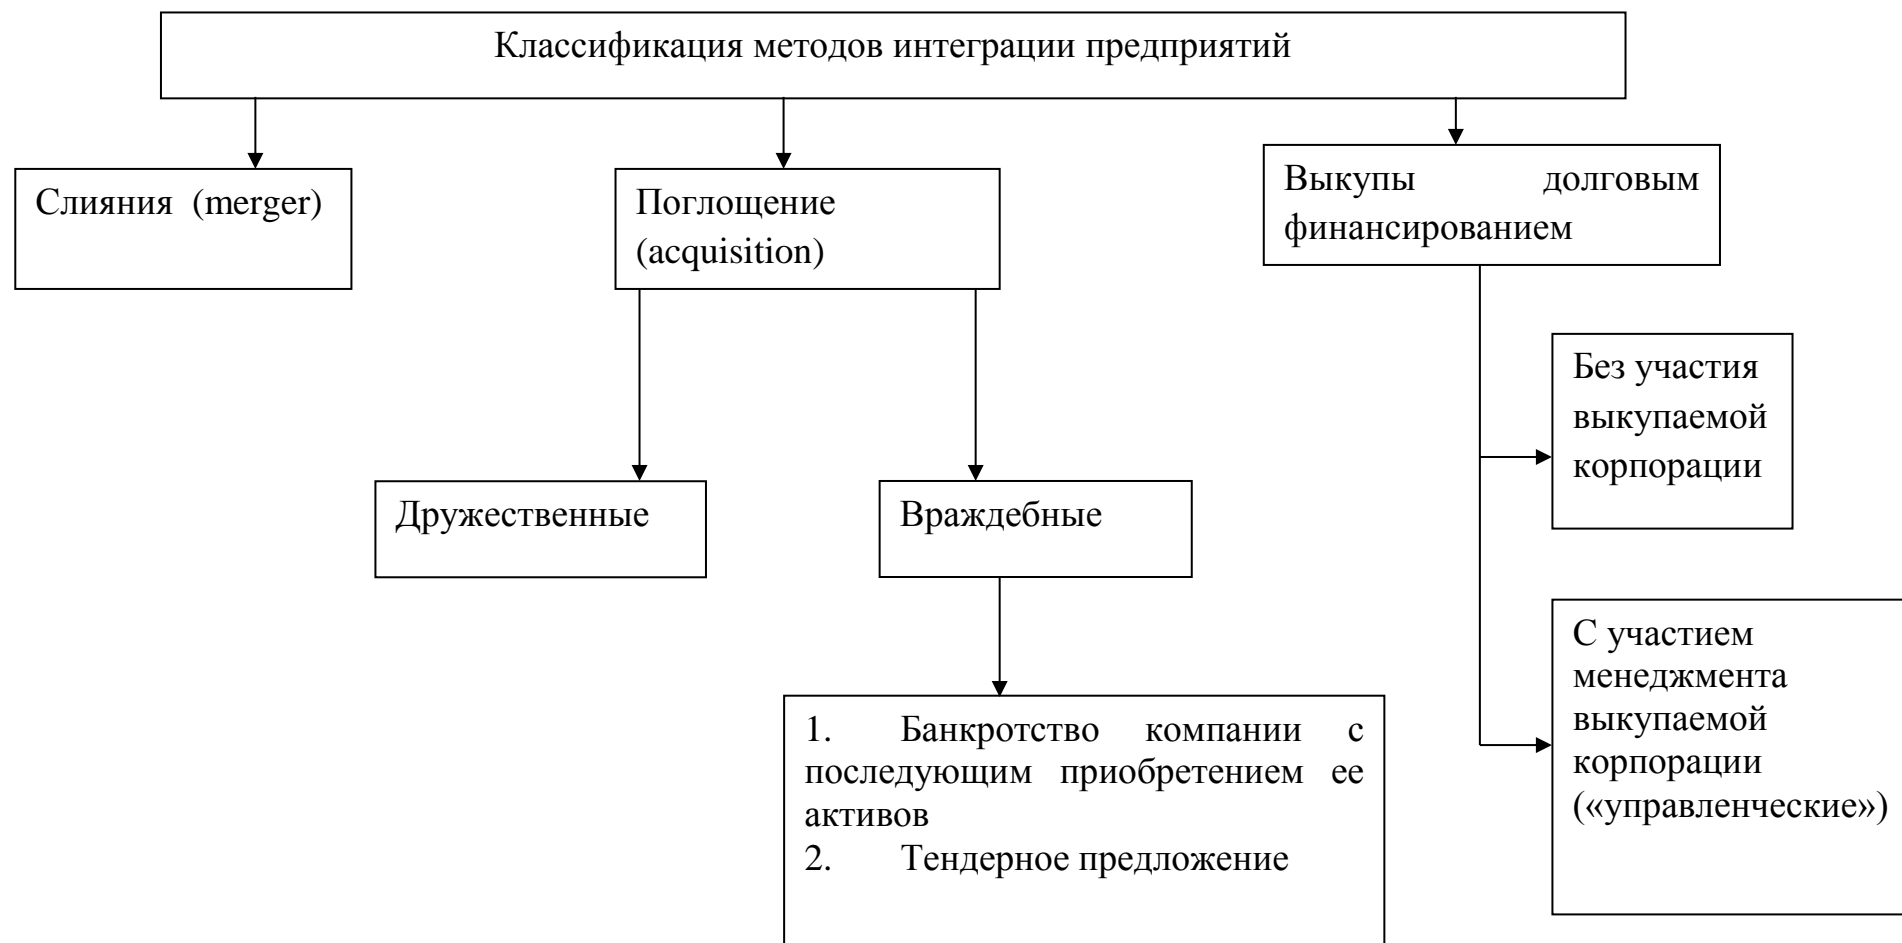 Классификация методов интеграции предприятий
Слияния (merger)
Поглощение
(acquisition)
Выкупы долговым
финансированием
Без участия
выкупаемой
корпорации
Дружественные
Враждебные
С участием
менеджмента
выкупаемой
корпорации
(«управленческие»)
1. Банкротство компании с
последующим приобретением ее
активов
2. Тендерное предложение